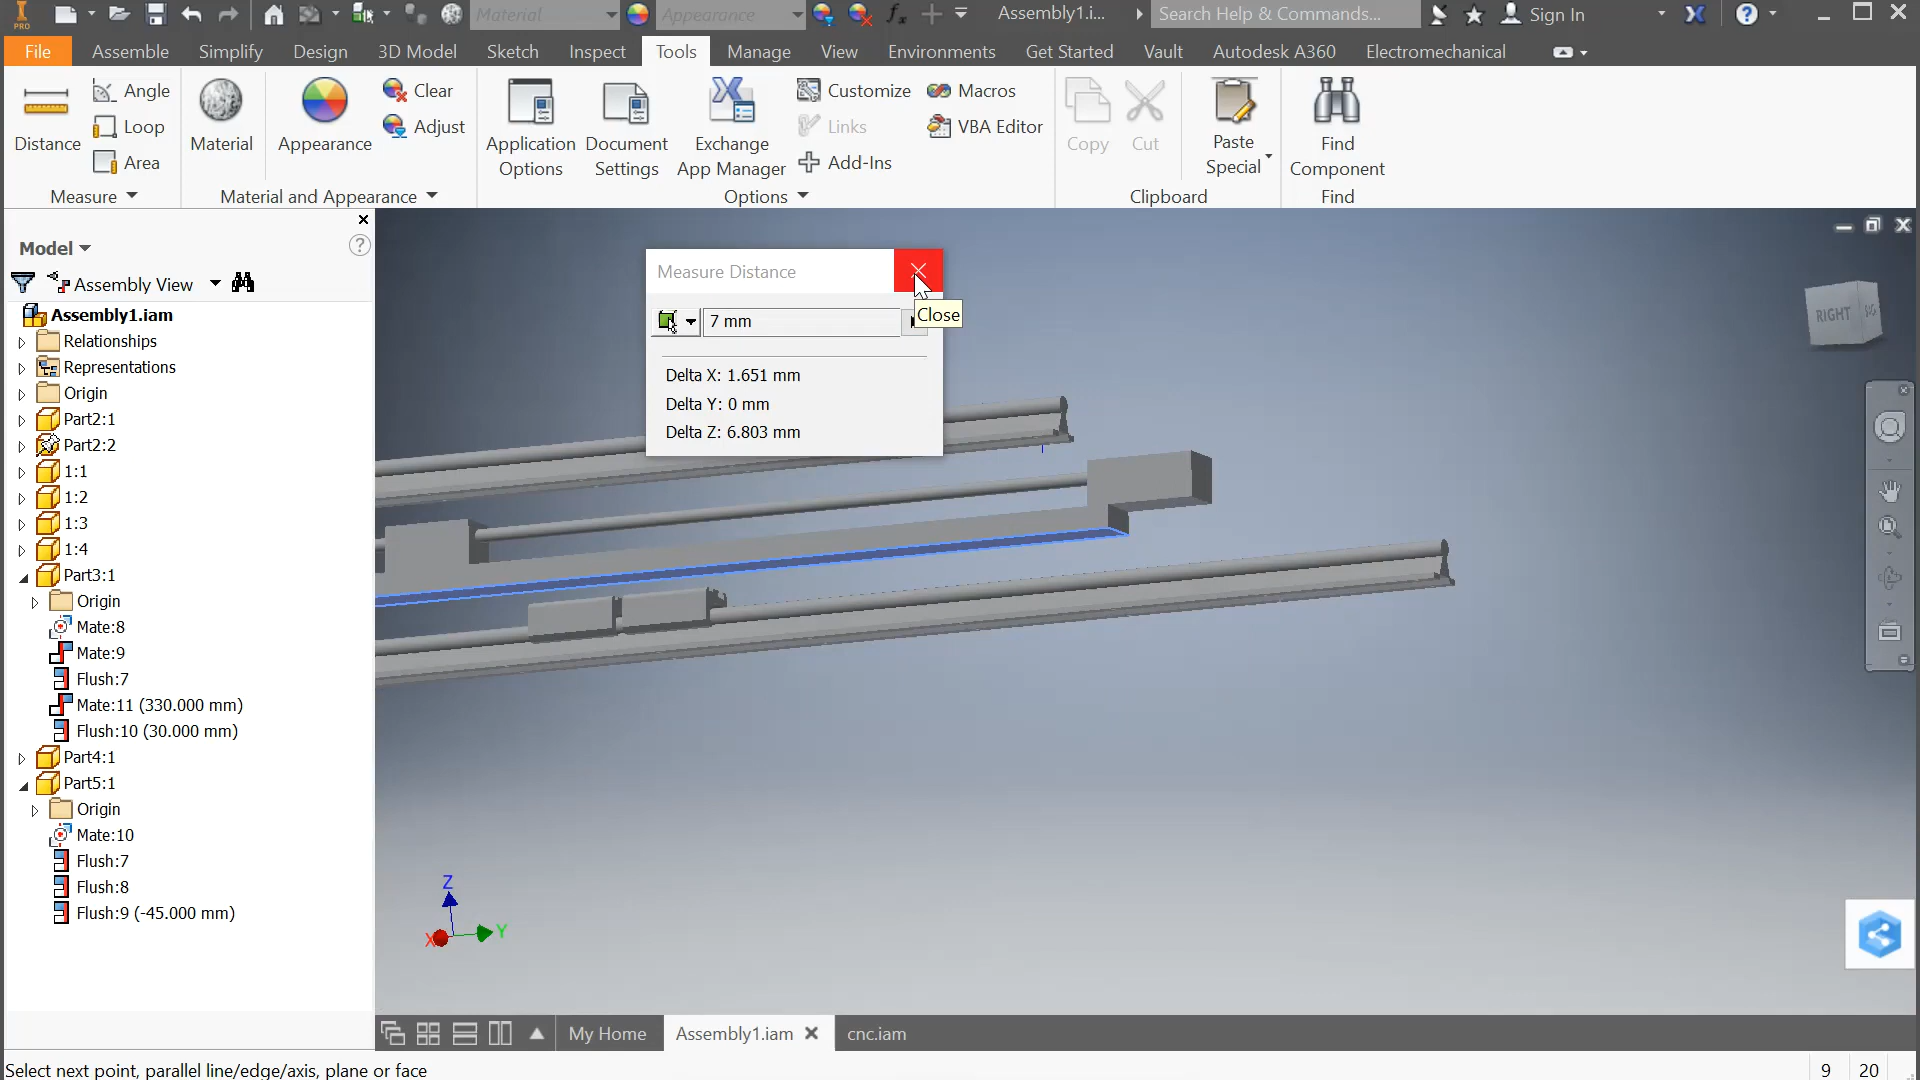 PRO
Material
Appearance
Assembly1.i...
Search Help & Commands...
Sign In
File
Assemble
Simplify
Design
3D Model
Sketch
Inspect
Tools
Manage
View
Environments
Get Started
Vault
Autodesk A360
Electromechanical
Distance
Angle
Loop
Area
Measure
Material
Appearance
Clear
Adjust
Material and Appearance
Application Options
Document Settings
Exchange App Manager
Customize
Links
Add-Ins
Macros
VBA Editor
Options
Copy
Cut
Paste Special
Clipboard
Find Component
Find
Model
Assembly View
Assembly1.iam
Relationships
Representations
Origin
Part2:1
Part2:2
1:1
1:2
1:3
1:4
Part3:1
Origin
Mate:8
Mate:9
Flush:7
Mate:11 (330.000 mm)
Flush:10 (30.000 mm)
Part4:1
Part5:1
Origin
Mate:10
Flush:7
Flush:8
Flush:9 (-45.000 mm)
Measure Distance
Close
7 mm
Delta X: 1.651 mm
Delta Y: 0 mm
Delta Z: 6.803 mm
RIGHT
Z
X
Y
My Home
Assembly1.iam
cnc.iam
Select next point, parallel line/edge/axis, plane or face
9
20